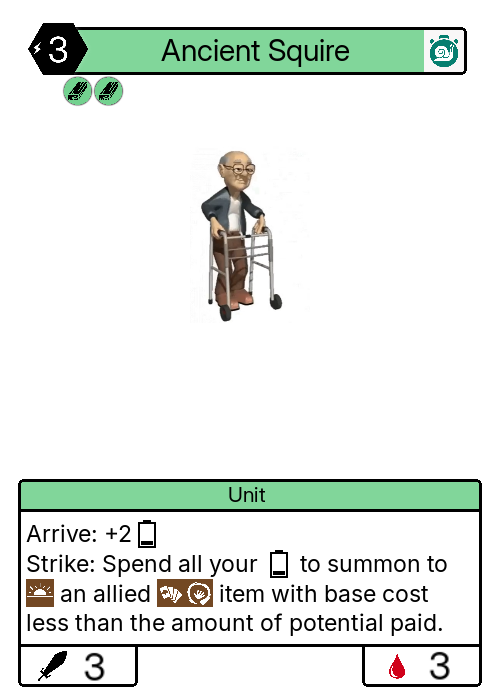 3
Ancient Squire
Unit
Arrive: +2
Strike: Spend all your to summon to
an allied item with base cost
less than the amount of potential paid.
3
3